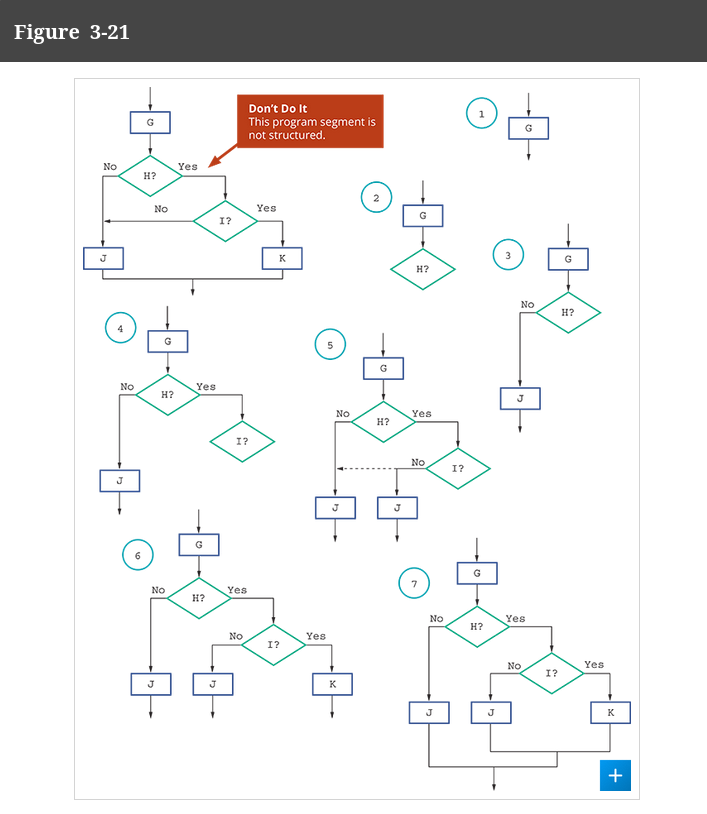 Figure 3-21
Don't Do It
This program segment is
not structured.
G
No
Yes
H?
No
Yes
I?
J
K
1
G
2
G
H?
3
G
No
H?
J
4
G
No
Yes
H?
I?
J
5
G
No
Yes
H?
No
I?
J
J
6
G
No
Yes
H?
No
Yes
I?
J
J
K
7
G
No
Yes
H?
No
Yes
I?
J
J
K
+